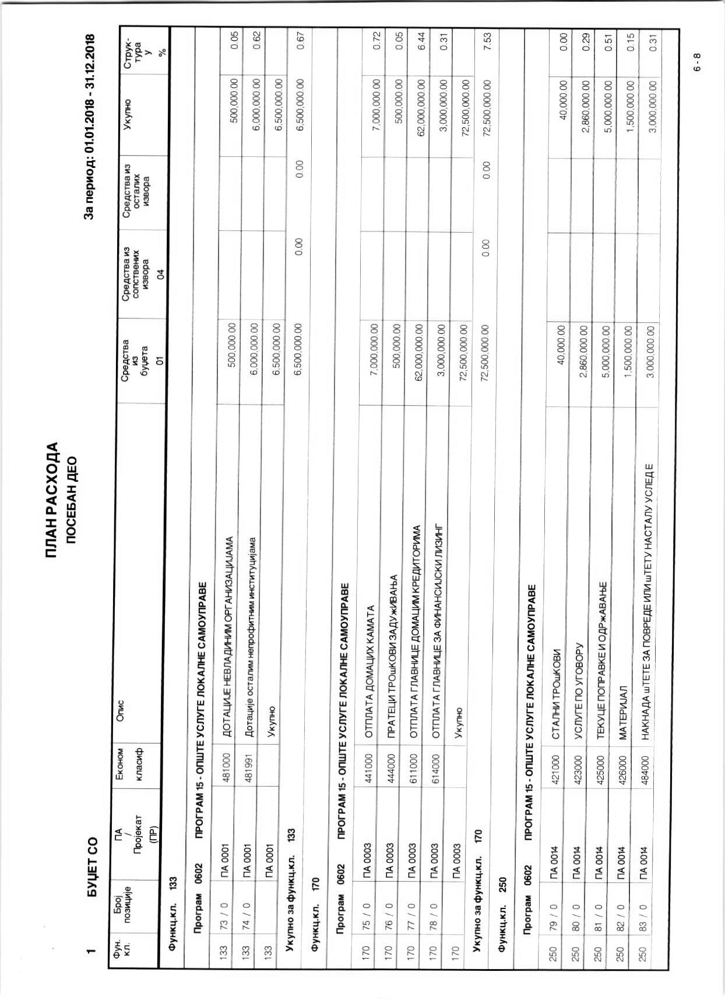 ПЛАН РАСХОДА
ПОСЕБАН ДЕО
1 БУЏЕТ СО За период: 01.01.2018 - 31.12.2018
Фун. кл. Број позиције ПА / Пројекат (ПР) Економ класиф Опис Средства из буџета 01 Средства из сопствених извора 04 Средства из осталих извора Укупно Струк-тура у %
Функц.кл. 133
Програм 0602 ПРОГРАМ 15 - ОПШТЕ УСЛУГЕ ЛОКАЛНЕ САМОУПРАВЕ
133 73 / 0 ПА 0001 481000 ДОТАЦИЈЕ НЕВЛАДИНИМ ОРГАНИЗАЦИЈАМА 500,000.00 500,000.00 0.05
133 74 / 0 ПА 0001 481991 Дотације осталим непрофитним институцијама 6,000,000.00 6,000,000.00 0.62
133 ПА 0001 Укупно 6,500,000.00 6,500,000.00
Укупно за функц.кл. 133 6,500,000.00 0.00 0.00 6,500,000.00 0.67
Функц.кл. 170
Програм 0602 ПРОГРАМ 15 - ОПШТЕ УСЛУГЕ ЛОКАЛНЕ САМОУПРАВЕ
170 75 / 0 ПА 0003 441000 ОТПЛАТА ДОМАЦИХ КАМАТА 7,000,000.00 7,000,000.00 0.72
170 76 / 0 ПА 0003 444000 ПРАТЕЦИ ТРОшКОВИ ЗАДУжИВАЊА 500,000.00 500,000.00 0.05
170 77 / 0 ПА 0003 611000 ОТПЛАТА ГЛАВНИЦЕ ДОМАЦИМ КРЕДИТОРИМА 62,000,000.00 62,000,000.00 6.44
170 78 / 0 ПА 0003 614000 ОТПЛАТА ГЛАВНИЦЕ ЗА ФИНАНСИЈСКИ ЛИЗИНГ 3,000,000.00 3,000,000.00 0.31
170 ПА 0003 Укупно 72,500,000.00 72,500,000.00
Укупно за функц.кл. 170 72,500,000.00 0.00 0.00 72,500,000.00 7.53
Функц.кл. 250
Програм 0602 ПРОГРАМ 15 - ОПШТЕ УСЛУГЕ ЛОКАЛНЕ САМОУПРАВЕ
250 79 / 0 ПА 0014 421000 СТАЛНИ ТРОшКОВИ 40,000.00 40,000.00 0.00
250 80 / 0 ПА 0014 423000 УСЛУГЕ ПО УГОВОРУ 2,860,000.00 2,860,000.00 0.29
250 81 / 0 ПА 0014 425000 ТЕКУЦЕ ПОПРАВКЕ И ОДРжАВАЊЕ 5,000,000.00 5,000,000.00 0.51
250 82 / 0 ПА 0014 426000 МАТЕРИЈАЛ 1,500,000.00 1,500,000.00 0.15
250 83 / 0 ПА 0014 484000 НАКНАДА шТЕТЕ ЗА ПОВРЕДЕ ИЛИ шТЕТУ НАСТАЛУ УСЛЕД Е 3,000,000.00 3,000,000.00 0.31
6 - 8